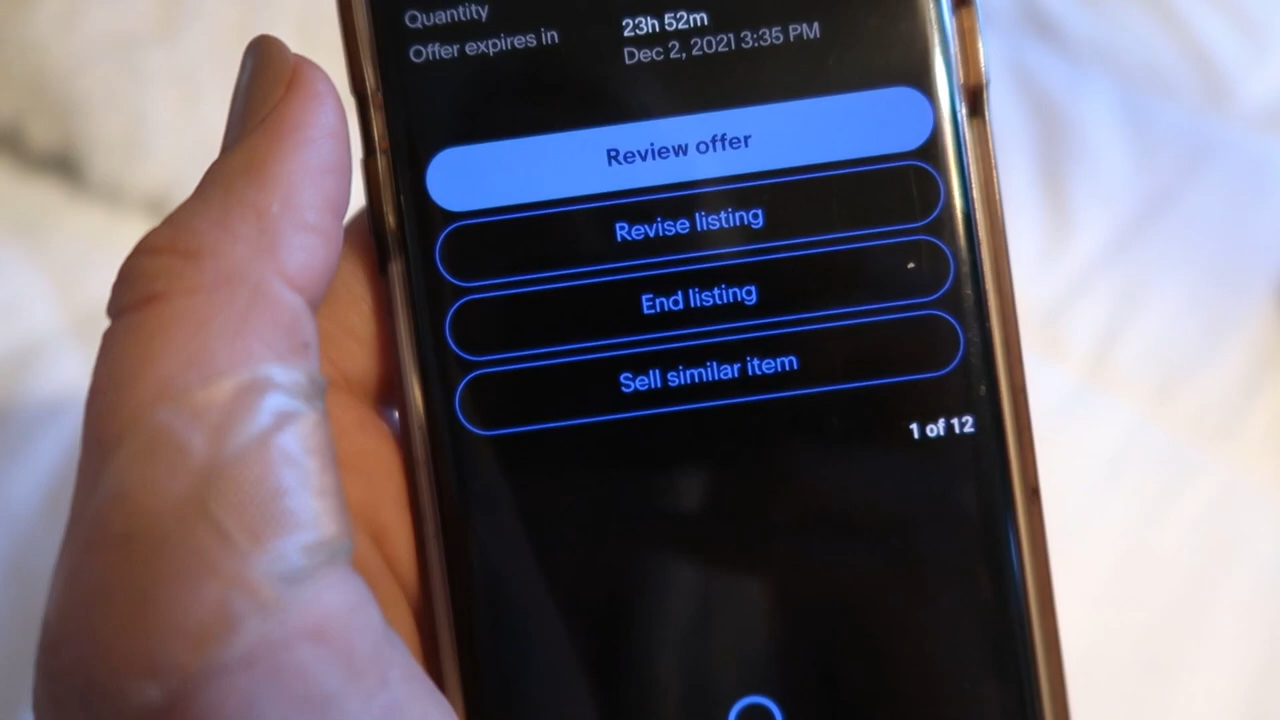 Quantity
Offer expires in
23h 52m
Dec 2, 2021 3:35 PM
Review offer
Revise listing
End listing
Sell similar item
1 of 12